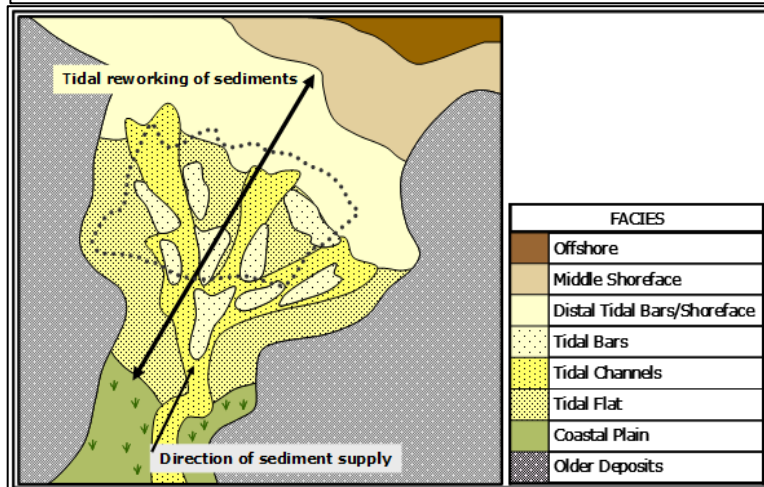 Tidal reworking of sediments
Direction of sediment supply
FACIES
Offshore
Middle Shoreface
Distal Tidal Bars/Shoreface
Tidal Bars
Tidal Channels
Tidal Flat
Coastal Plain
Older Deposits